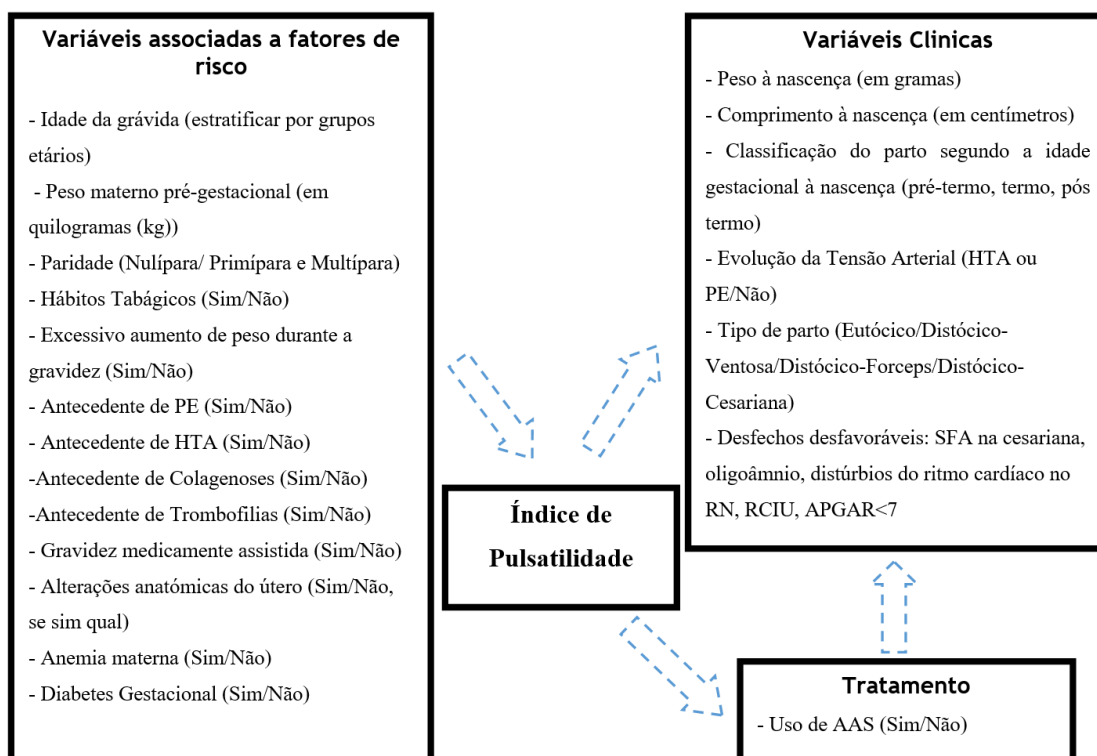 Variáveis associadas a fatores de
risco
- Idade da grávida (estratificar por grupos
etários)
- Peso materno pré-gestacional (em
quilogramas (kg))
- Paridade (Nulípara/ Primípara e Multípara)
- Hábitos Tabágicos (Sim/Não)
- Excessivo aumento de peso durante a
gravidez (Sim/Não)
- Antecedente de PE (Sim/Não)
- Antecedente de HTA (Sim/Não)
-Antecedente de Colagenoses (Sim/Não)
-Antecedente de Trombofilias (Sim/Não)
- Gravidez medicamente assistida (Sim/Não)
- Alterações anatómicas do útero (Sim/Não,
se sim qual)
- Anemia materna (Sim/Não)
- Diabetes Gestacional (Sim/Não)
Índice de
Pulsatilidade
Variáveis Clinicas
- Peso à nascença (em gramas)
- Comprimento à nascença (em centímetros)
- Classificação do parto segundo a idade
gestacional à nascença (pré-termo, termo, pós
termo)
- Evolução da Tensão Arterial (HTA ou
PE/Não)
- Tipo de parto (Eutócico/Distócico-
Ventosa/Distócico-Forceps/Distócico-
Cesariana)
- Desfechos desfavoráveis: SFA na cesariana,
oligoâmnio, distúrbios do ritmo cardíaco no
RN, RCIU, APGAR<7
Tratamento
- Uso de AAS (Sim/Não)